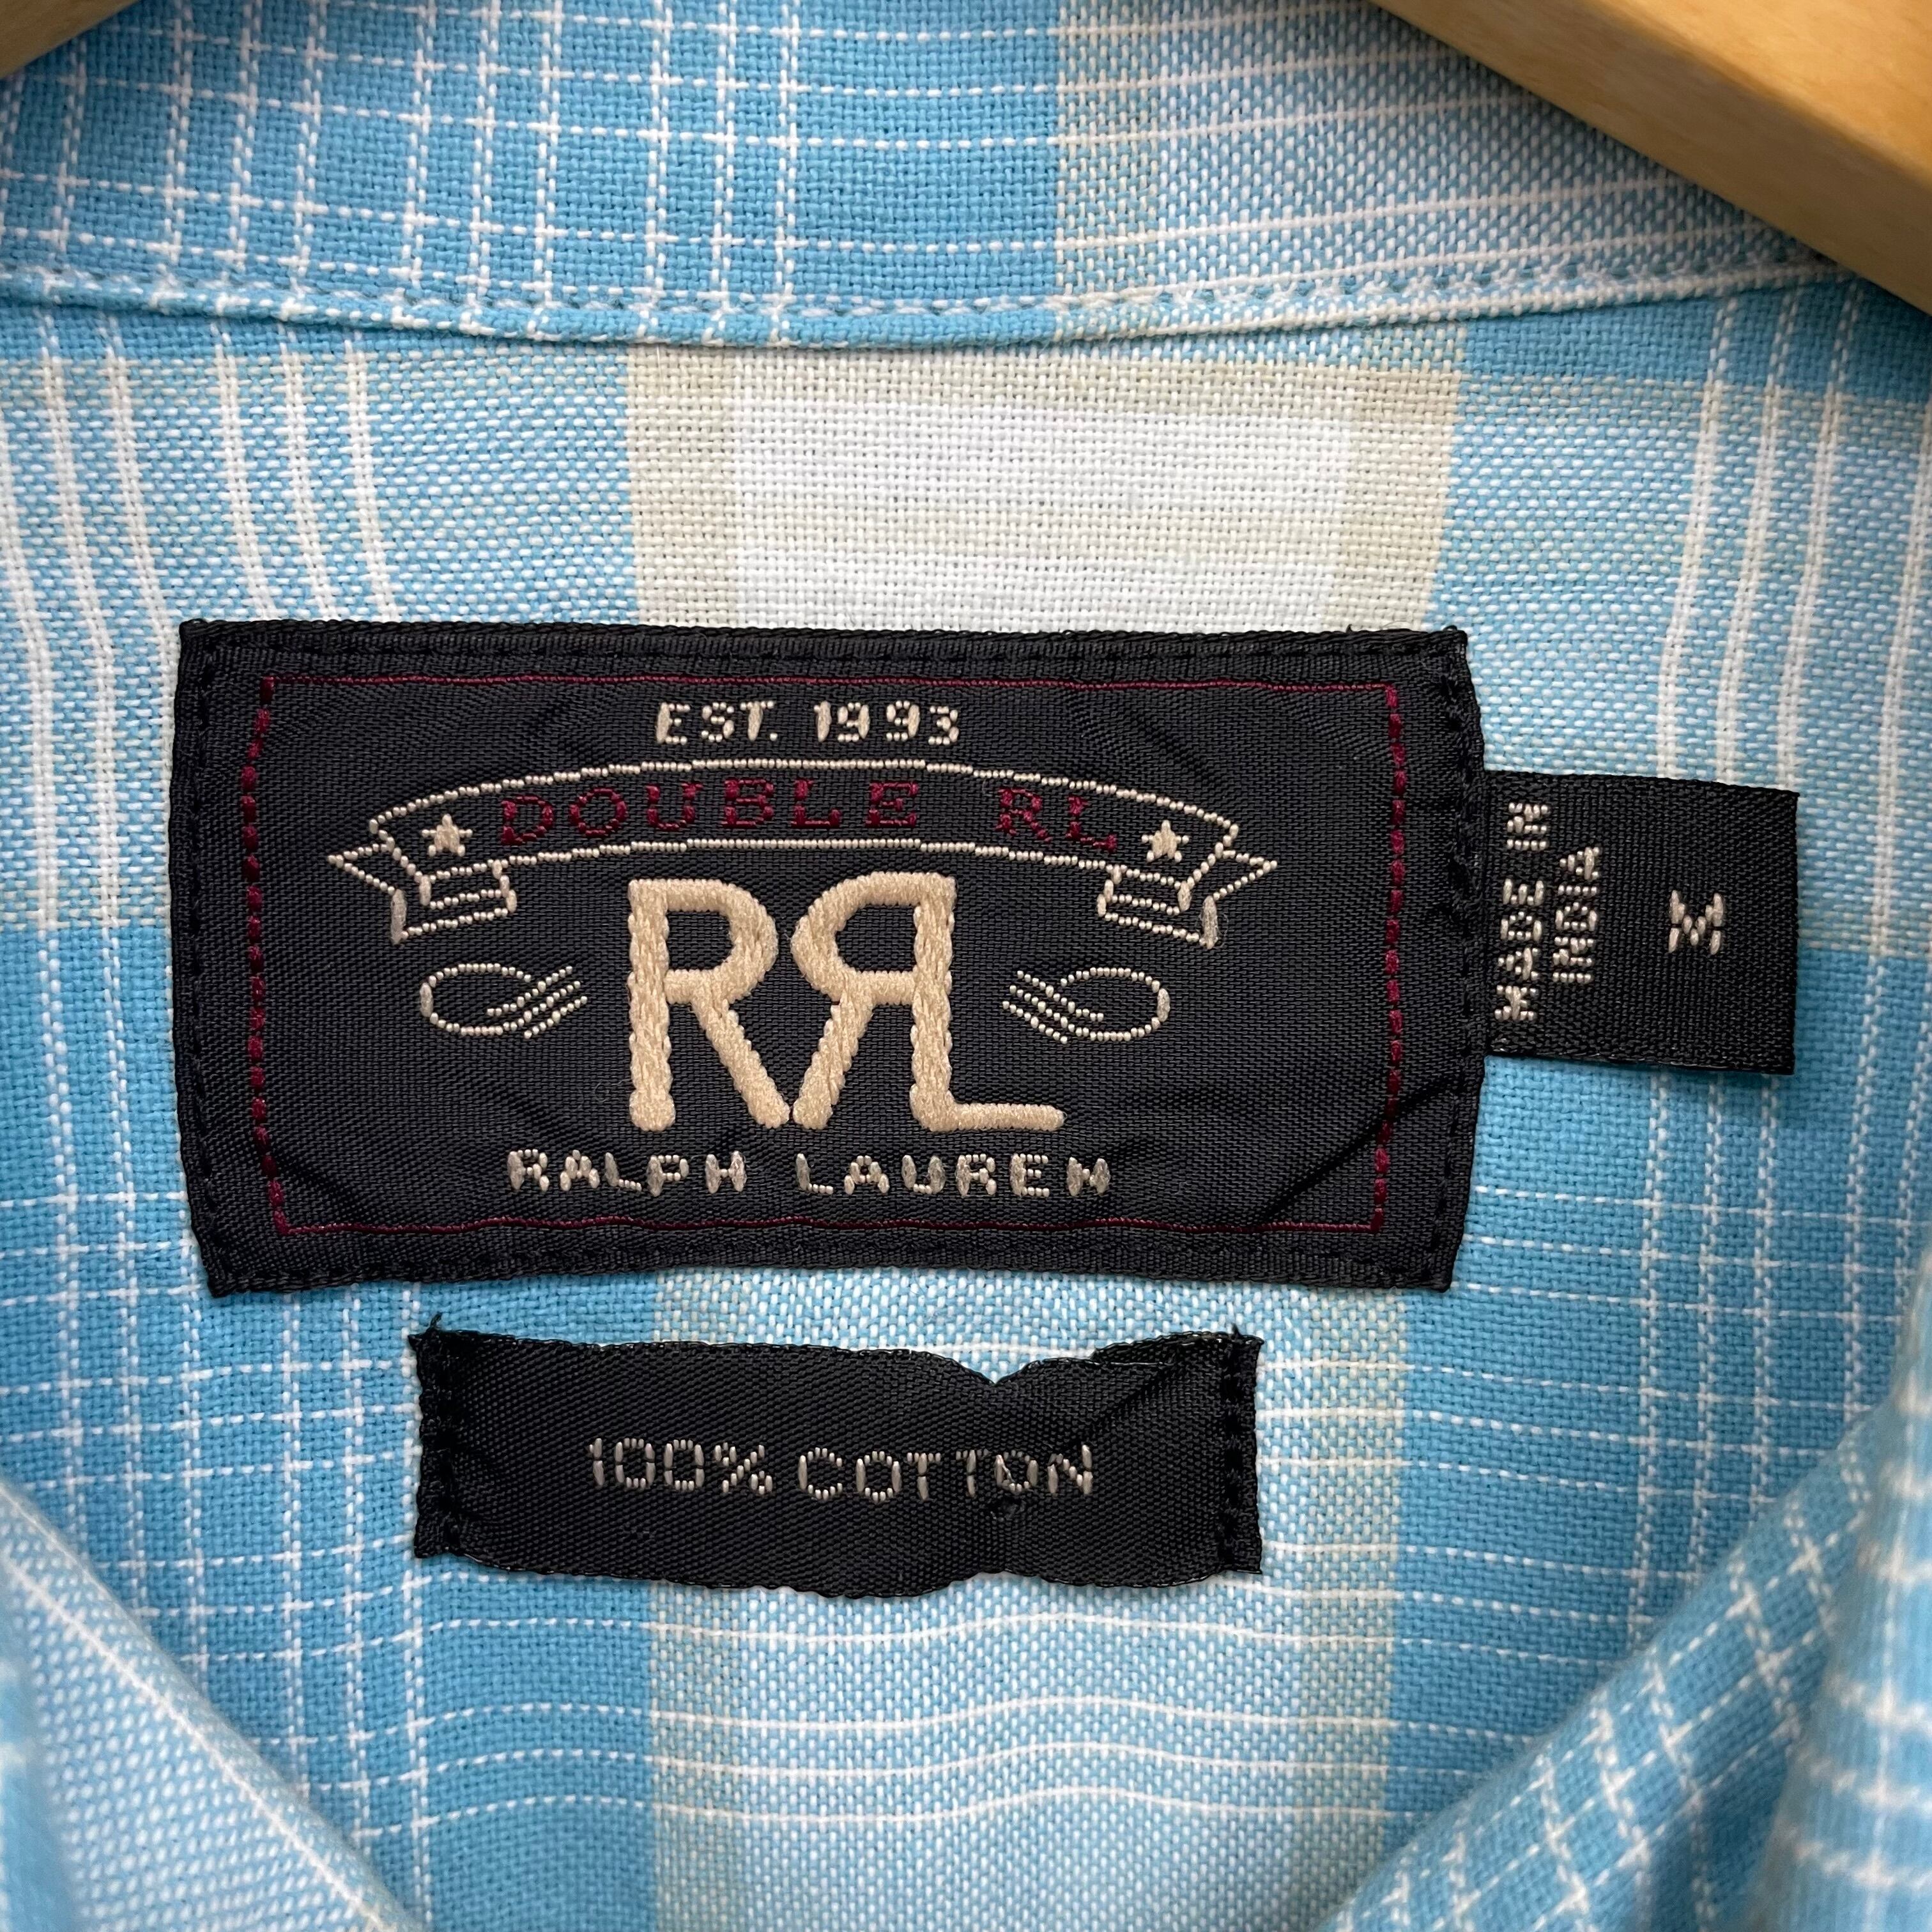 EST. 1993
DOUBLE RL
RRL
RALPH LAUREN
MADE IN
INDIA
M
100% COTTON